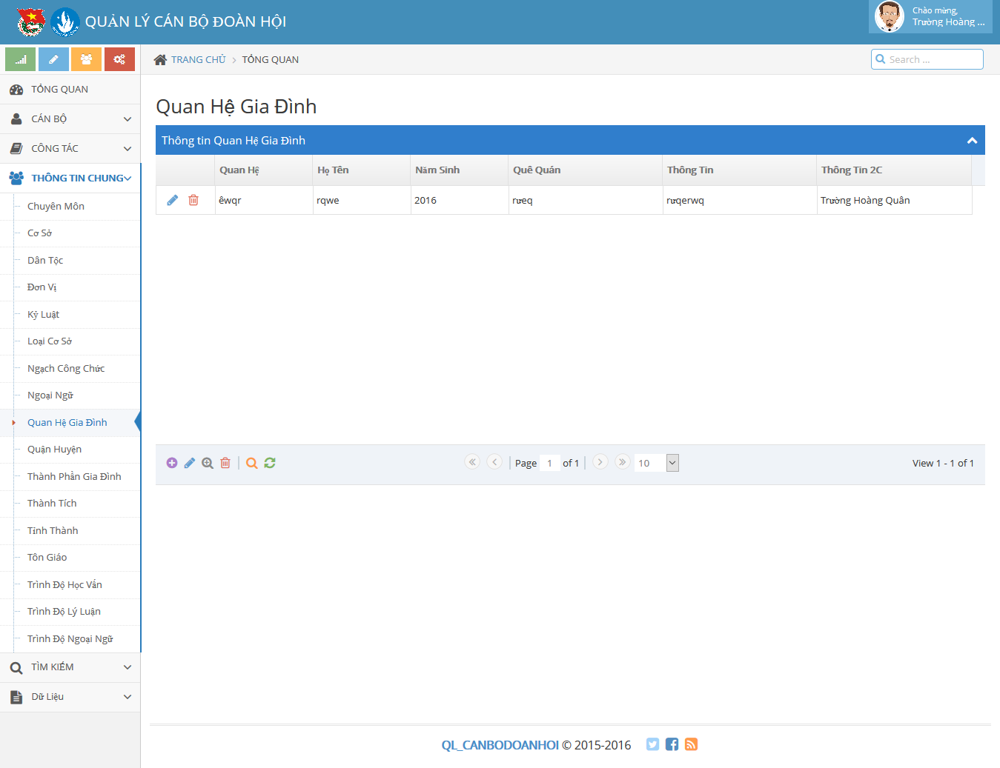 QUẢN LÝ CÁN BỘ ĐOÀN HỘI
Chào mừng,
Trường Hoàng ...
TRANG CHỦ
TỔNG QUAN
Search ...
TỔNG QUAN
CÁN BỘ
CÔNG TÁC
THÔNG TIN CHUNG
Chuyên Môn
Cơ Sở
Dân Tộc
Đơn Vị
Kỷ Luật
Loại Cơ Sở
Ngạch Công Chức
Ngoại Ngữ
Quan Hệ Gia Đình
Quận Huyện
Thành Phần Gia Đình
Thành Tích
Tỉnh Thành
Tôn Giáo
Trình Độ Học Vấn
Trình Độ Lý Luận
Trình Độ Ngoại Ngữ
TÌM KIẾM
Dữ Liệu
Quan Hệ Gia Đình
Thông tin Quan Hệ Gia Đình
Quan Hệ Họ Tên Năm Sinh Quê Quán Thông Tin Thông Tin 2C
êwqr rqwe 2016 rưeq rưqerwq Trường Hoàng Quân
Page 1 of 1 10 View 1 - 1 of 1
QL_CANBODOANHOI © 2015-2016